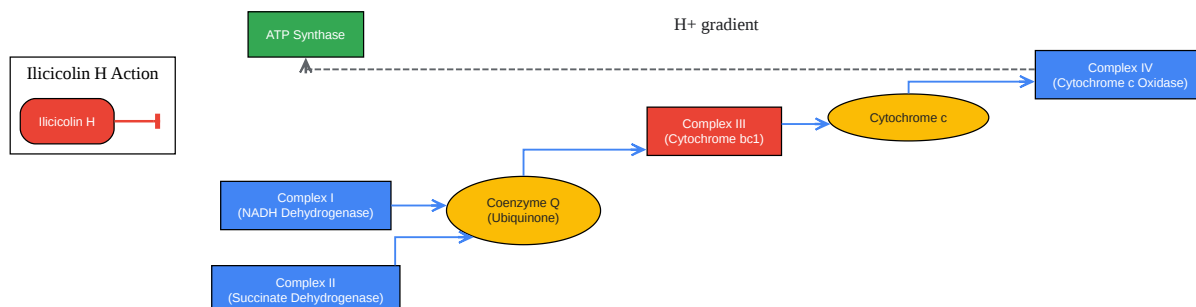 H+ gradient
ATP Synthase
Ilicicolin H Action
Ilicicolin H
Complex IV
(Cytochrome c Oxidase)
Complex III
(Cytochrome bc1)
Cytochrome c
Complex I
(NADH Dehydrogenase)
Coenzyme Q
(Ubiquinone)
Complex II
(Succinate Dehydrogenase)